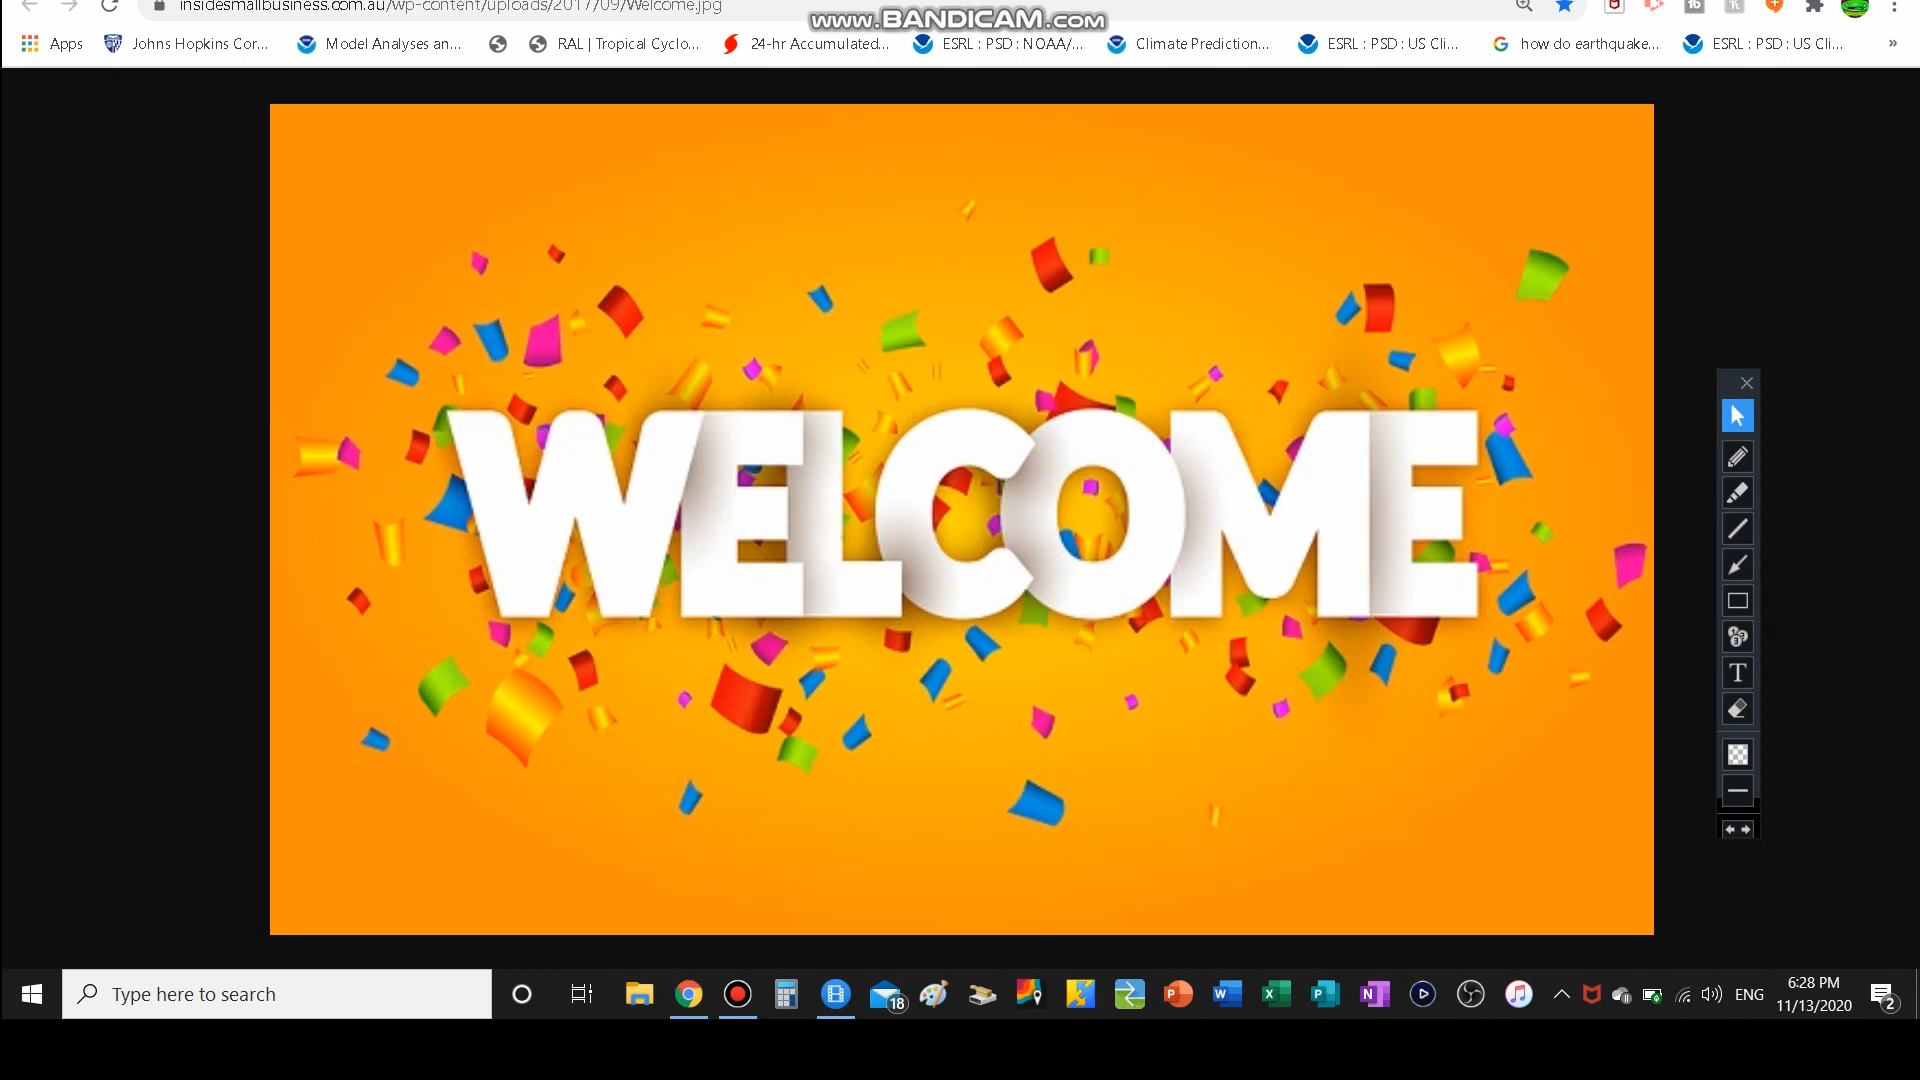 insidesmallbusiness.com.au/wp-content/uploads/2017/09/Welcome.jpg
www.BANDICAM.com
Apps Johns Hopkins Cor... Model Analyses an... RAL | Tropical Cyclo... 24-hr Accumulated... ESRL : PSD : NOAA/... Climate Prediction... ESRL : PSD : US Cli... how do earthquake... ESRL : PSD : US Cli... »
WELCOME
T
Type here to search
18
ENG
6:28 PM
11/13/2020
2